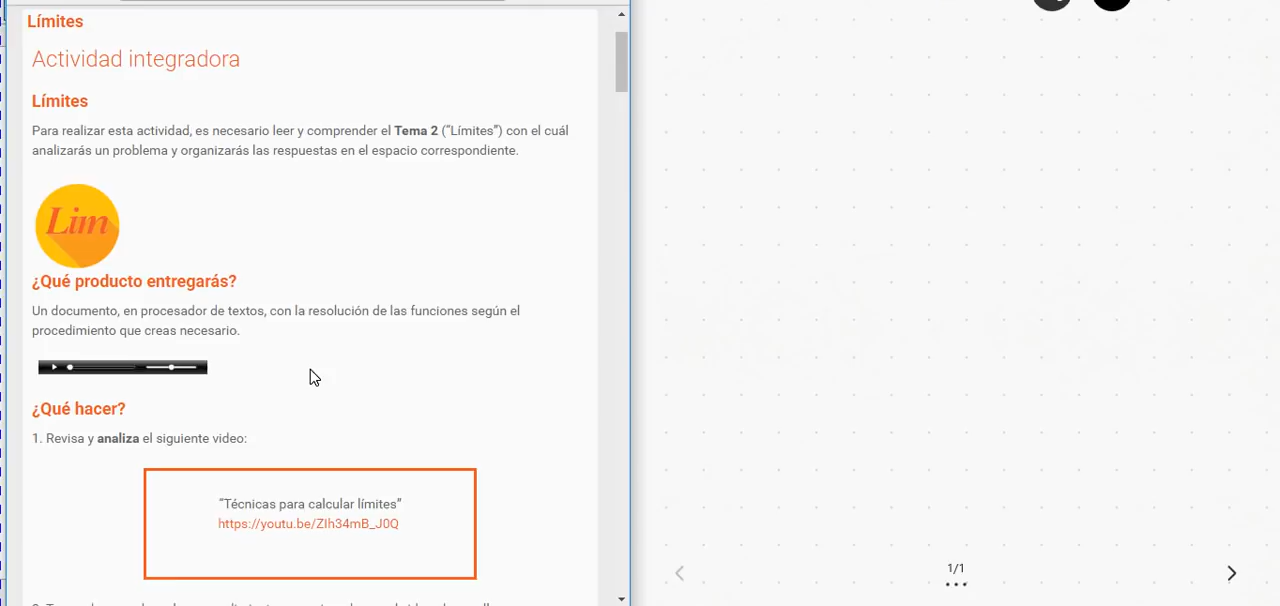 Límites
Actividad integradora
Límites
Para realizar esta actividad, es necesario leer y comprender el Tema 2 (“Límites”) con el cuál
analizarás un problema y organizarás las respuestas en el espacio correspondiente.
Lim
¿Qué producto entregarás?
Un documento, en procesador de textos, con la resolución de las funciones según el
procedimiento que creas necesario.
¿Qué hacer?
1. Revisa y analiza el siguiente video:
“Técnicas para calcular límites”
https://youtu.be/ZIh34mB_J0Q
1/1